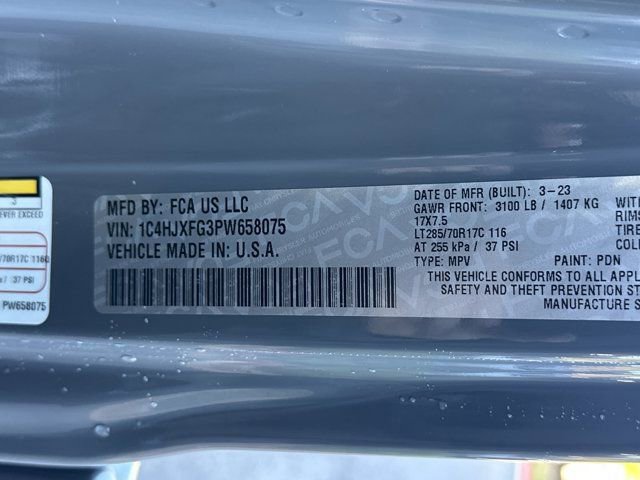 3
EVER EXCEED
/70R17C 116Q
/ 37 PSI
PW658075
MFD BY: FCA US LLC
VIN: 1C4HJXFG3PW658075
VEHICLE MADE IN: U.S.A.
DATE OF MFR (BUILT): 3-23
GAWR FRONT: 3100 LB / 1407 KG
17X7.5
LT285/70R17C 116
AT 255 kPa / 37 PSI
TYPE: MPV PAINT: PDN
THIS VEHICLE CONFORMS TO ALL APPL
SAFETY AND THEFT PREVENTION ST
MANUFACTURE S
WITH
RIMS
TIRE
COL